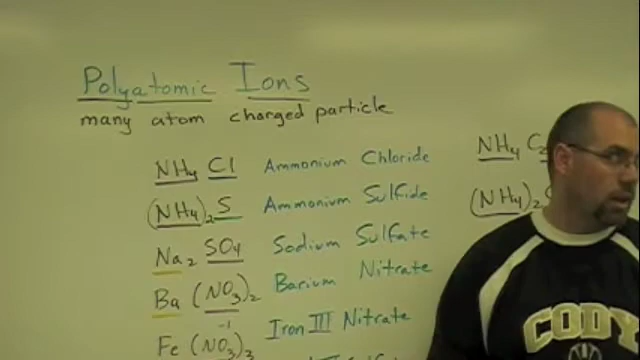 Polyatomic Ions
many atom charged particle
NH4 Cl Ammonium Chloride
(NH4)2 S Ammonium Sulfide
Na2 SO4 Sodium Sulfate
Ba (NO3)2 Barium Nitrate
Fe (NO3)3 -1 Iron III Nitrate
NH4 C2
(NH4)2
CODY